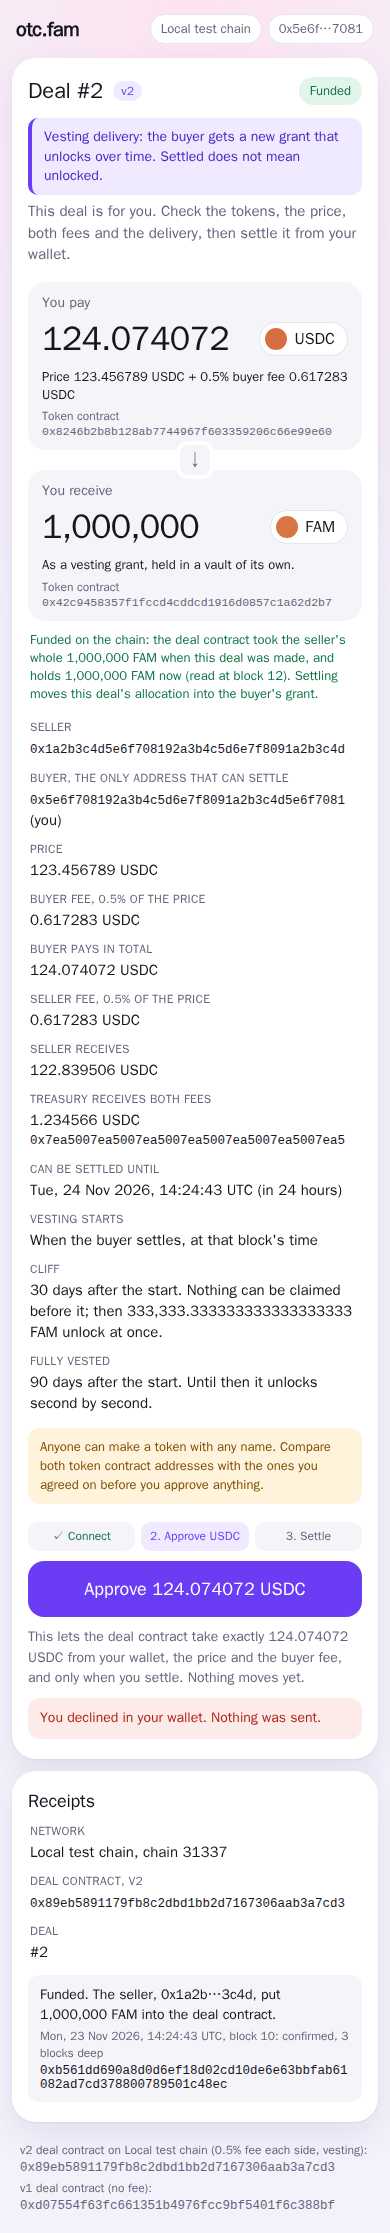 otc.fam
Local test chain
0x5e6f···7081
Deal #2
v2
Funded
Vesting delivery: the buyer gets a new grant that
unlocks over time. Settled does not mean
unlocked.
This deal is for you. Check the tokens, the price,
both fees and the delivery, then settle it from your
wallet.
You pay
124.074072
USDC
Price 123.456789 USDC + 0.5% buyer fee 0.617283
USDC
Token contract
0x8246b2b8b128ab7744967f603359206c66e99e60
↓
You receive
1,000,000
FAM
As a vesting grant, held in a vault of its own.
Token contract
0x42c9458357f1fccd4cddcd1916d0857c1a62d2b7
Funded on the chain: the deal contract took the seller's
whole 1,000,000 FAM when this deal was made, and
holds 1,000,000 FAM now (read at block 12). Settling
moves this deal's allocation into the buyer's grant.
SELLER
0x1a2b3c4d5e6f708192a3b4c5d6e7f8091a2b3c4d
BUYER, THE ONLY ADDRESS THAT CAN SETTLE
0x5e6f708192a3b4c5d6e7f8091a2b3c4d5e6f7081
(you)
PRICE
123.456789 USDC
BUYER FEE, 0.5% OF THE PRICE
0.617283 USDC
BUYER PAYS IN TOTAL
124.074072 USDC
SELLER FEE, 0.5% OF THE PRICE
0.617283 USDC
SELLER RECEIVES
122.839506 USDC
TREASURY RECEIVES BOTH FEES
1.234566 USDC
0x7ea5007ea5007ea5007ea5007ea5007ea5007ea5
CAN BE SETTLED UNTIL
Tue, 24 Nov 2026, 14:24:43 UTC (in 24 hours)
VESTING STARTS
When the buyer settles, at that block's time
CLIFF
30 days after the start. Nothing can be claimed
before it; then 333,333.333333333333333333
FAM unlock at once.
FULLY VESTED
90 days after the start. Until then it unlocks
second by second.
Anyone can make a token with any name. Compare
both token contract addresses with the ones you
agreed on before you approve anything.
✓ Connect
2. Approve USDC
3. Settle
Approve 124.074072 USDC
This lets the deal contract take exactly 124.074072
USDC from your wallet, the price and the buyer fee,
and only when you settle. Nothing moves yet.
You declined in your wallet. Nothing was sent.
Receipts
NETWORK
Local test chain, chain 31337
DEAL CONTRACT, V2
0x89eb5891179fb8c2dbd1bb2d7167306aab3a7cd3
DEAL
#2
Funded. The seller, 0x1a2b···3c4d, put
1,000,000 FAM into the deal contract.
Mon, 23 Nov 2026, 14:24:43 UTC, block 10: confirmed, 3
blocks deep
0xb561dd690a8d0d6ef18d02cd10de6e63bbfab61
082ad7cd378800789501c48ec
v2 deal contract on Local test chain (0.5% fee each side, vesting):
0x89eb5891179fb8c2dbd1bb2d7167306aab3a7cd3
v1 deal contract (no fee):
0xd07554f63fc661351b4976fcc9bf5401f6c388bf